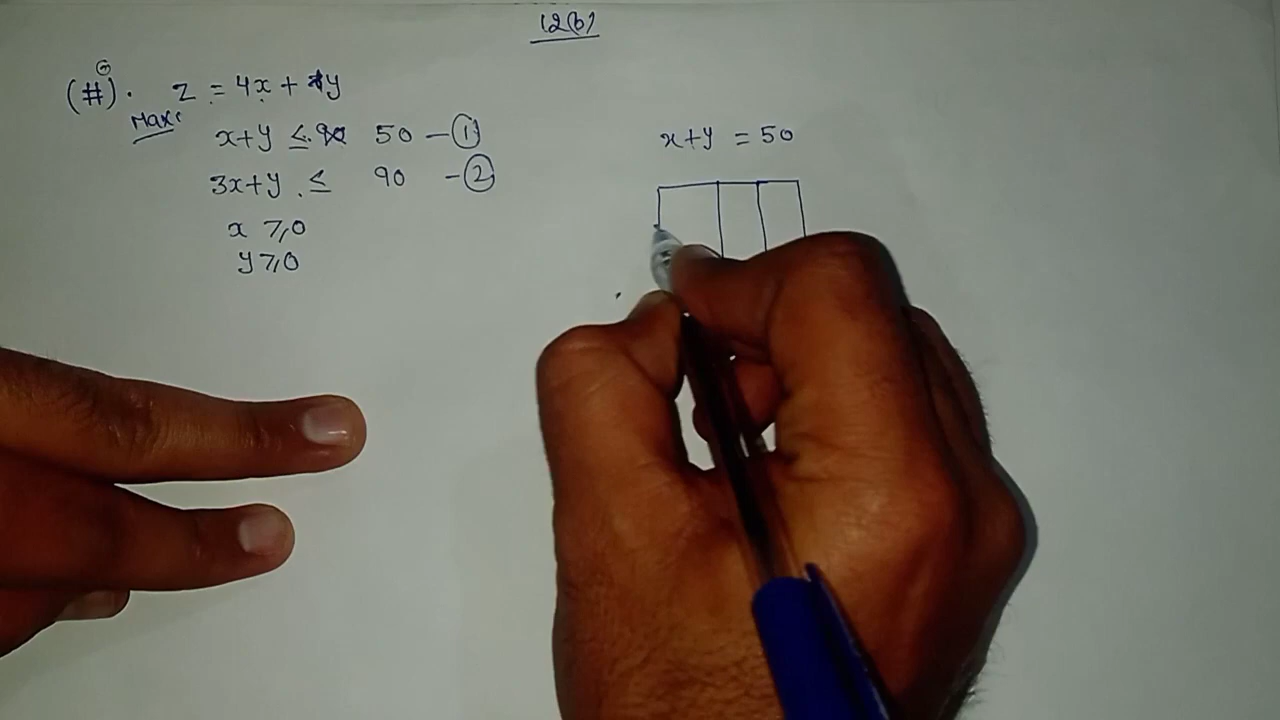 12(b)
(#). Z = 4x + y
Max:
x+y ≤ 50 —①
3x+y ≤ 90 -②
x ≥ 0
y ≥ 0
x+y = 50